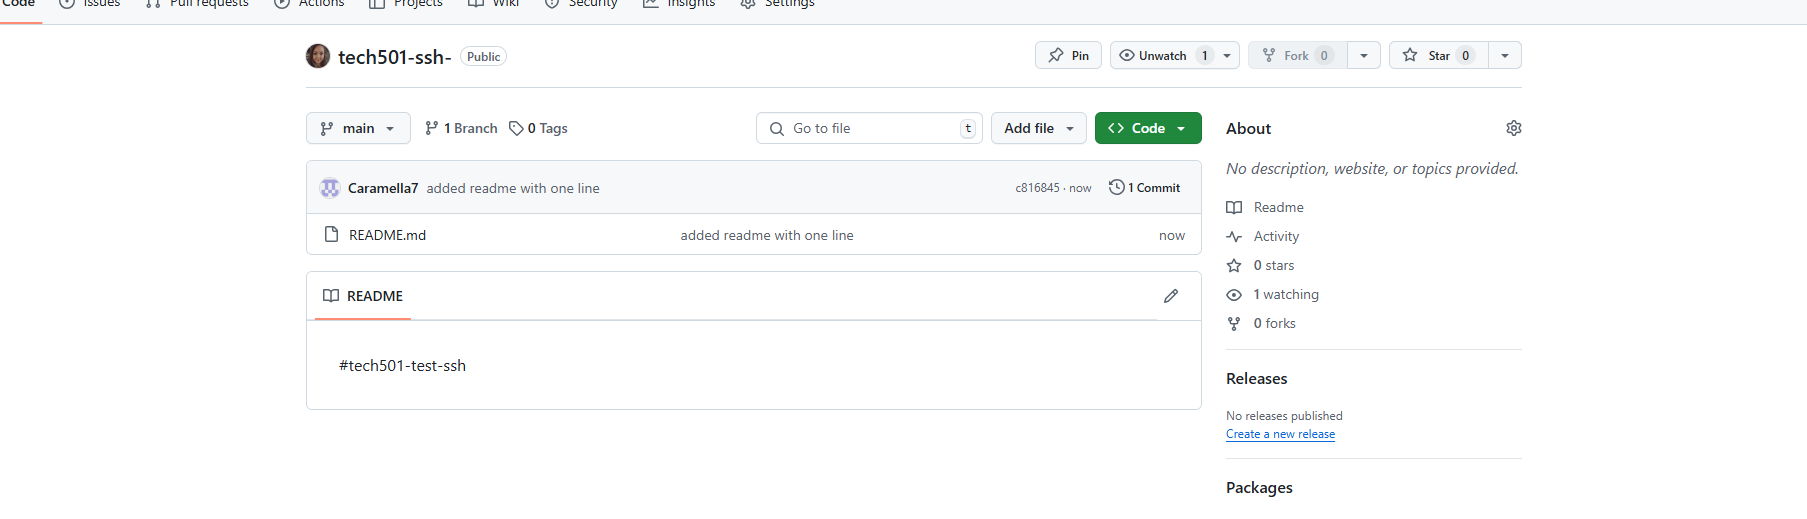 Code Issues Pull requests Actions Projects Wiki Security Insights Settings
tech501-ssh- Public Pin Unwatch 1 Fork 0 Star 0
main 1 Branch 0 Tags Go to file t Add file Code
Caramella7 added readme with one line c816845 · now 1 Commit
README.md added readme with one line now
README
#tech501-test-ssh
About
No description, website, or topics provided.
Readme
Activity
0 stars
1 watching
0 forks
Releases
No releases published
Create a new release
Packages